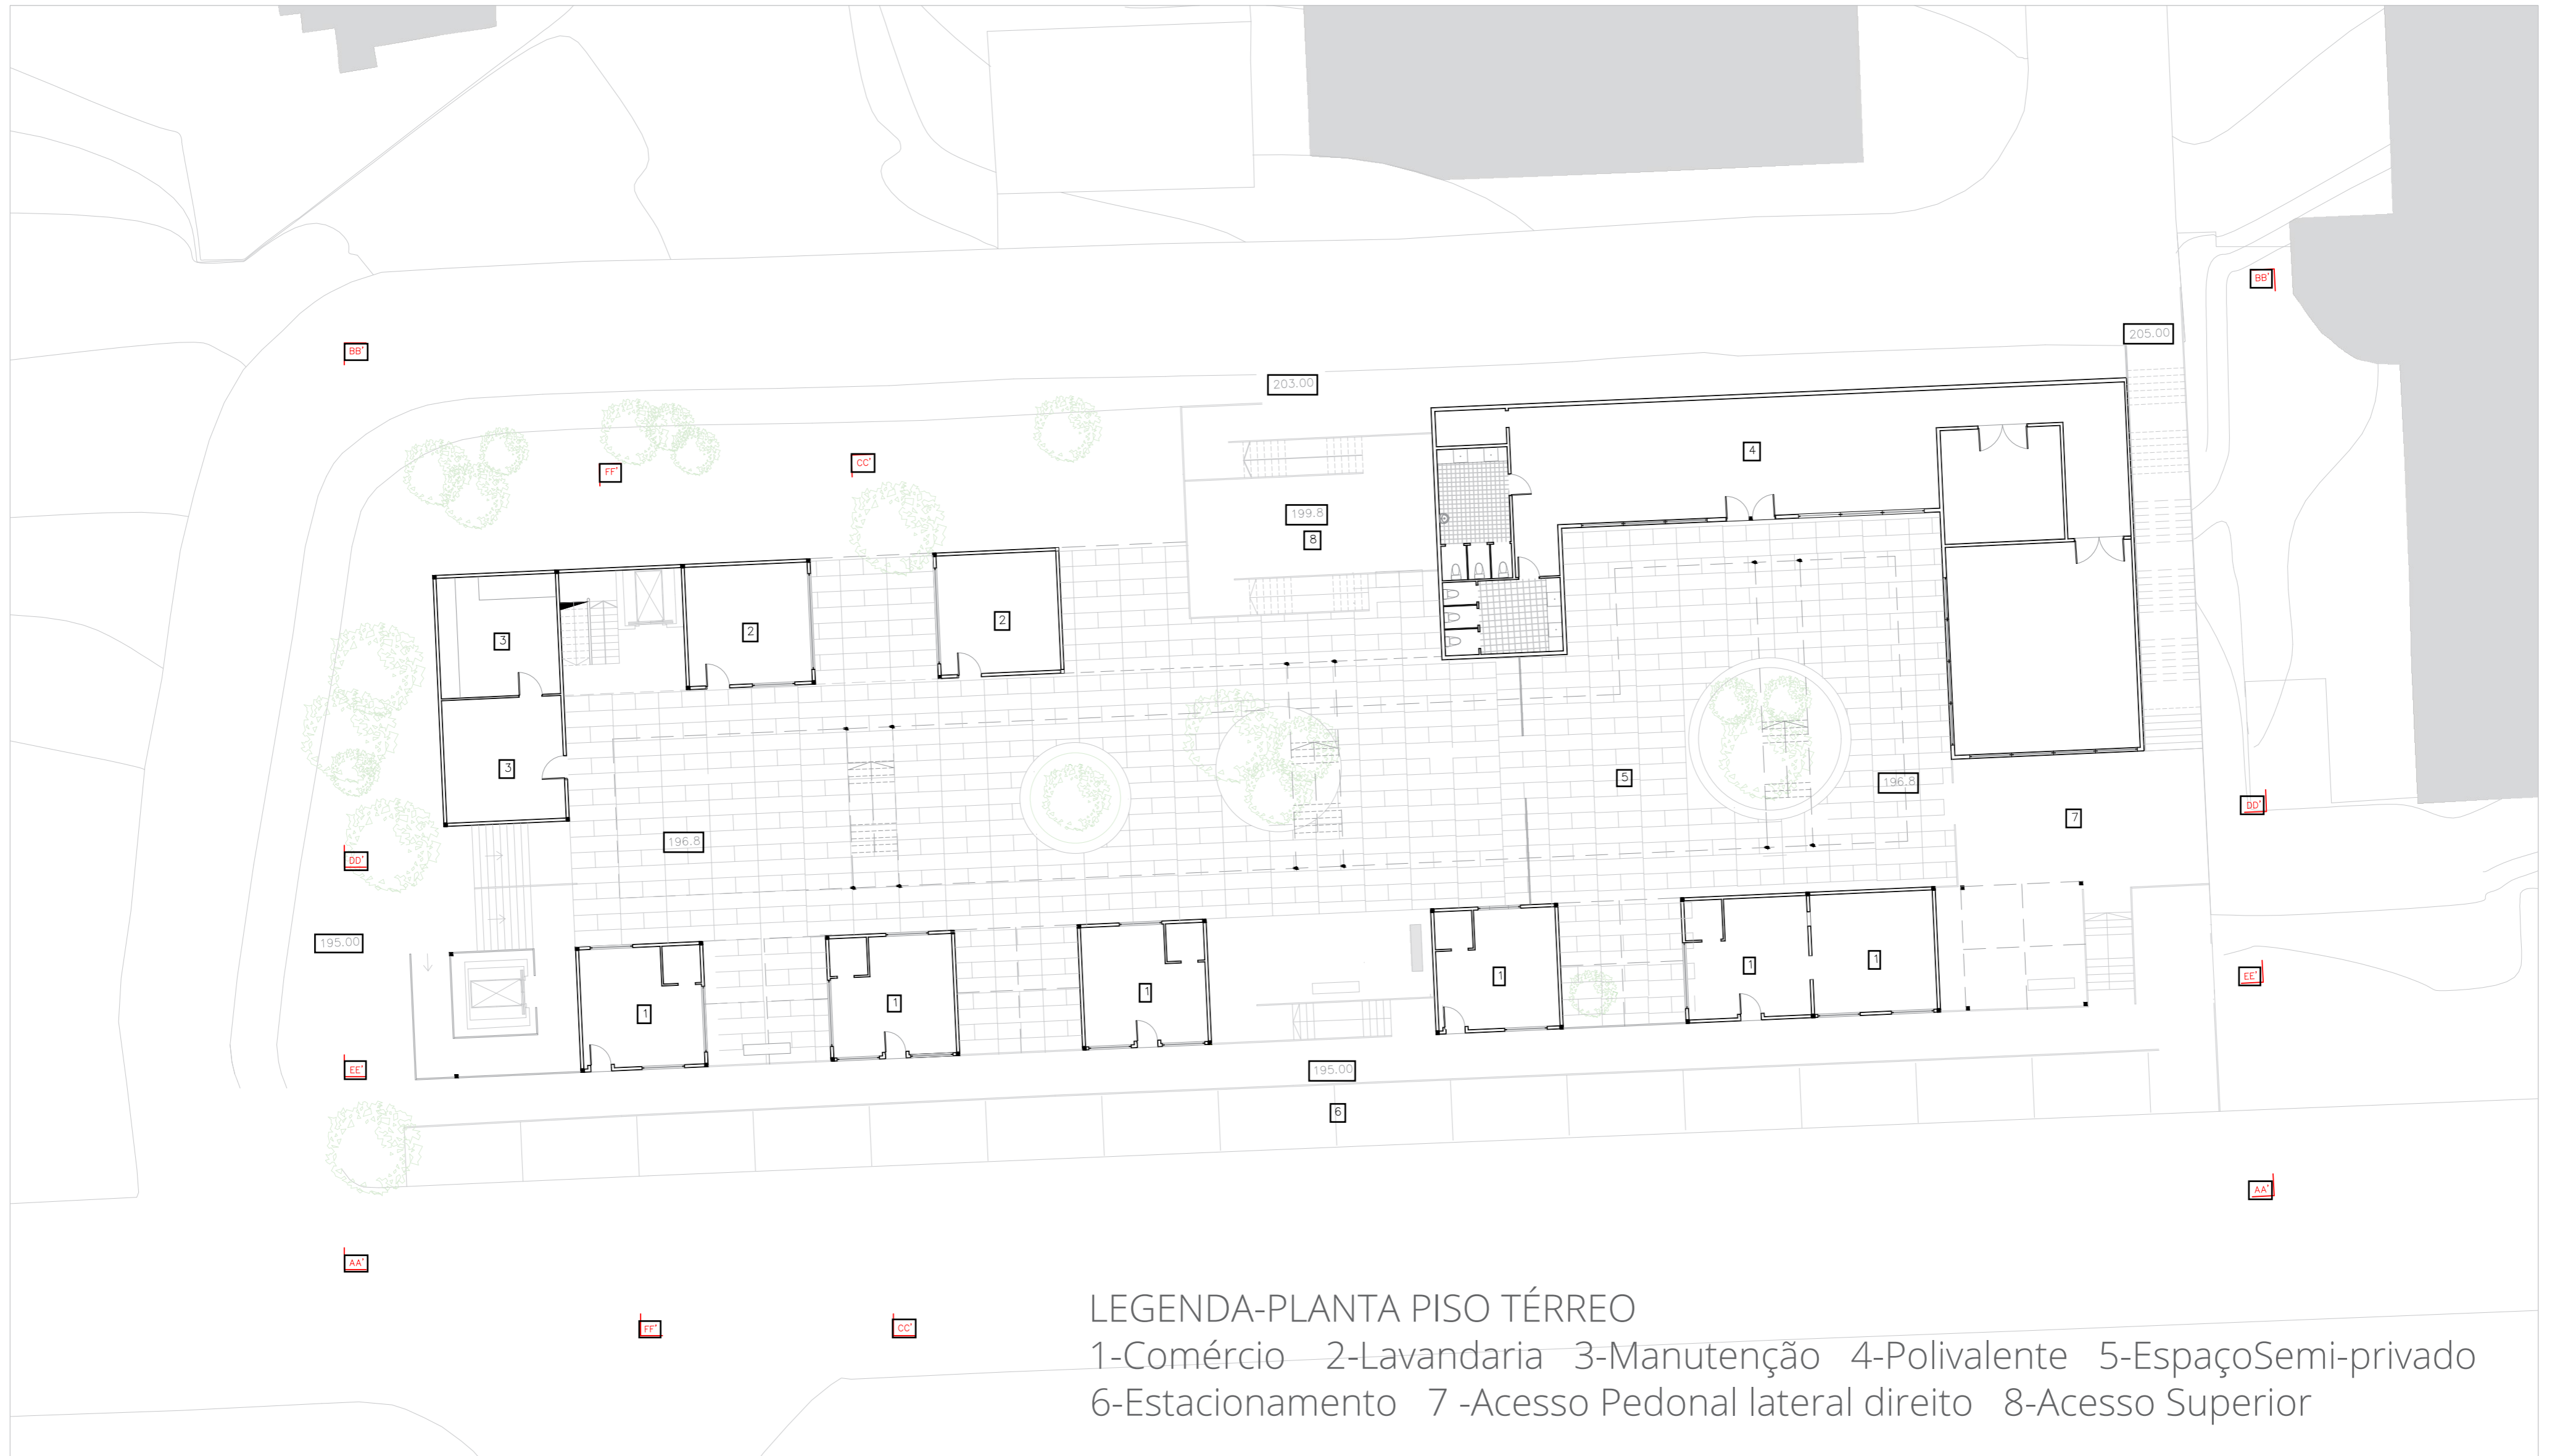 BB'
205.00
BB'
203.00
4
CC'
FF'
199.8
8
2
2
3
3
5
196.8
DD'
7
196.8
DD'
195.00
1
1
EE'
1
1
1
1
195.00
EE'
6
AA'
AA'
FF'
CC'
LEGENDA-PLANTA PISO TÉRREO
1-Comércio 2-Lavandaria 3-Manutenção 4-Polivalente 5-EspaçoSemi-privado
6-Estacionamento 7 -Acesso Pedonal lateral direito 8-Acesso Superior